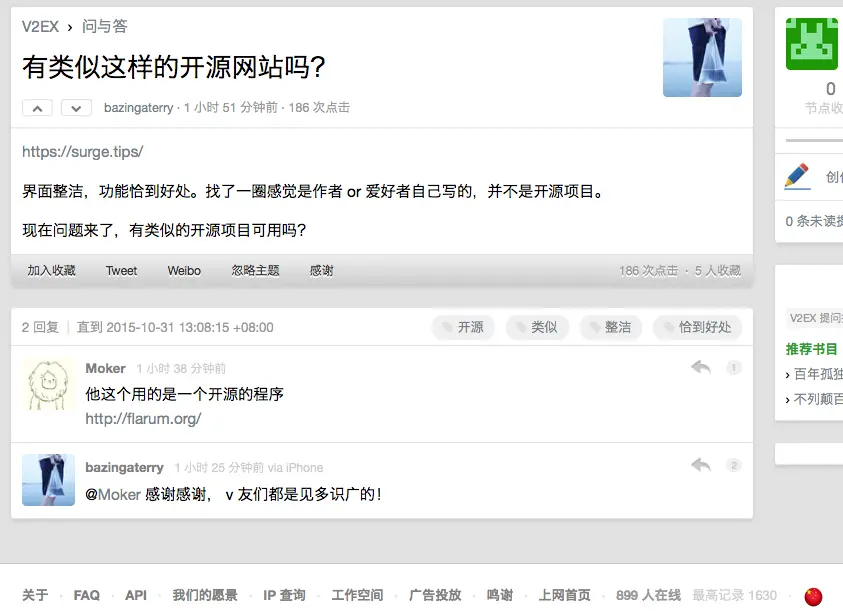 V2EX › 问与答
有类似这样的开源网站吗？
bazingaterry · 1 小时 51 分钟前 · 186 次点击
https://surge.tips/
界面整洁，功能恰到好处。找了一圈感觉是作者 or 爱好者自己写的，并不是开源项目。
现在问题来了，有类似的开源项目可用吗？
加入收藏 Tweet Weibo 忽略主题 感谢 186 次点击 · 5 人收藏
2 回复 | 直到 2015-10-31 13:08:15 +08:00 开源 类似 整洁 恰到好处
Moker 1 小时 38 分钟前 1
他这个用的是一个开源的程序
http://flarum.org/
bazingaterry 1 小时 25 分钟前 via iPhone 2
@Moker 感谢感谢， v 友们都是见多识广的！
0
节点收
创
0 条未读提
V2EX 提问
推荐书目
› 百年孤独
› 不列颠百
关于 · FAQ · API · 我们的愿景 · IP 查询 · 工作空间 · 广告投放 · 鸣谢 · 上网首页 · 899 人在线 最高记录 1630 ·